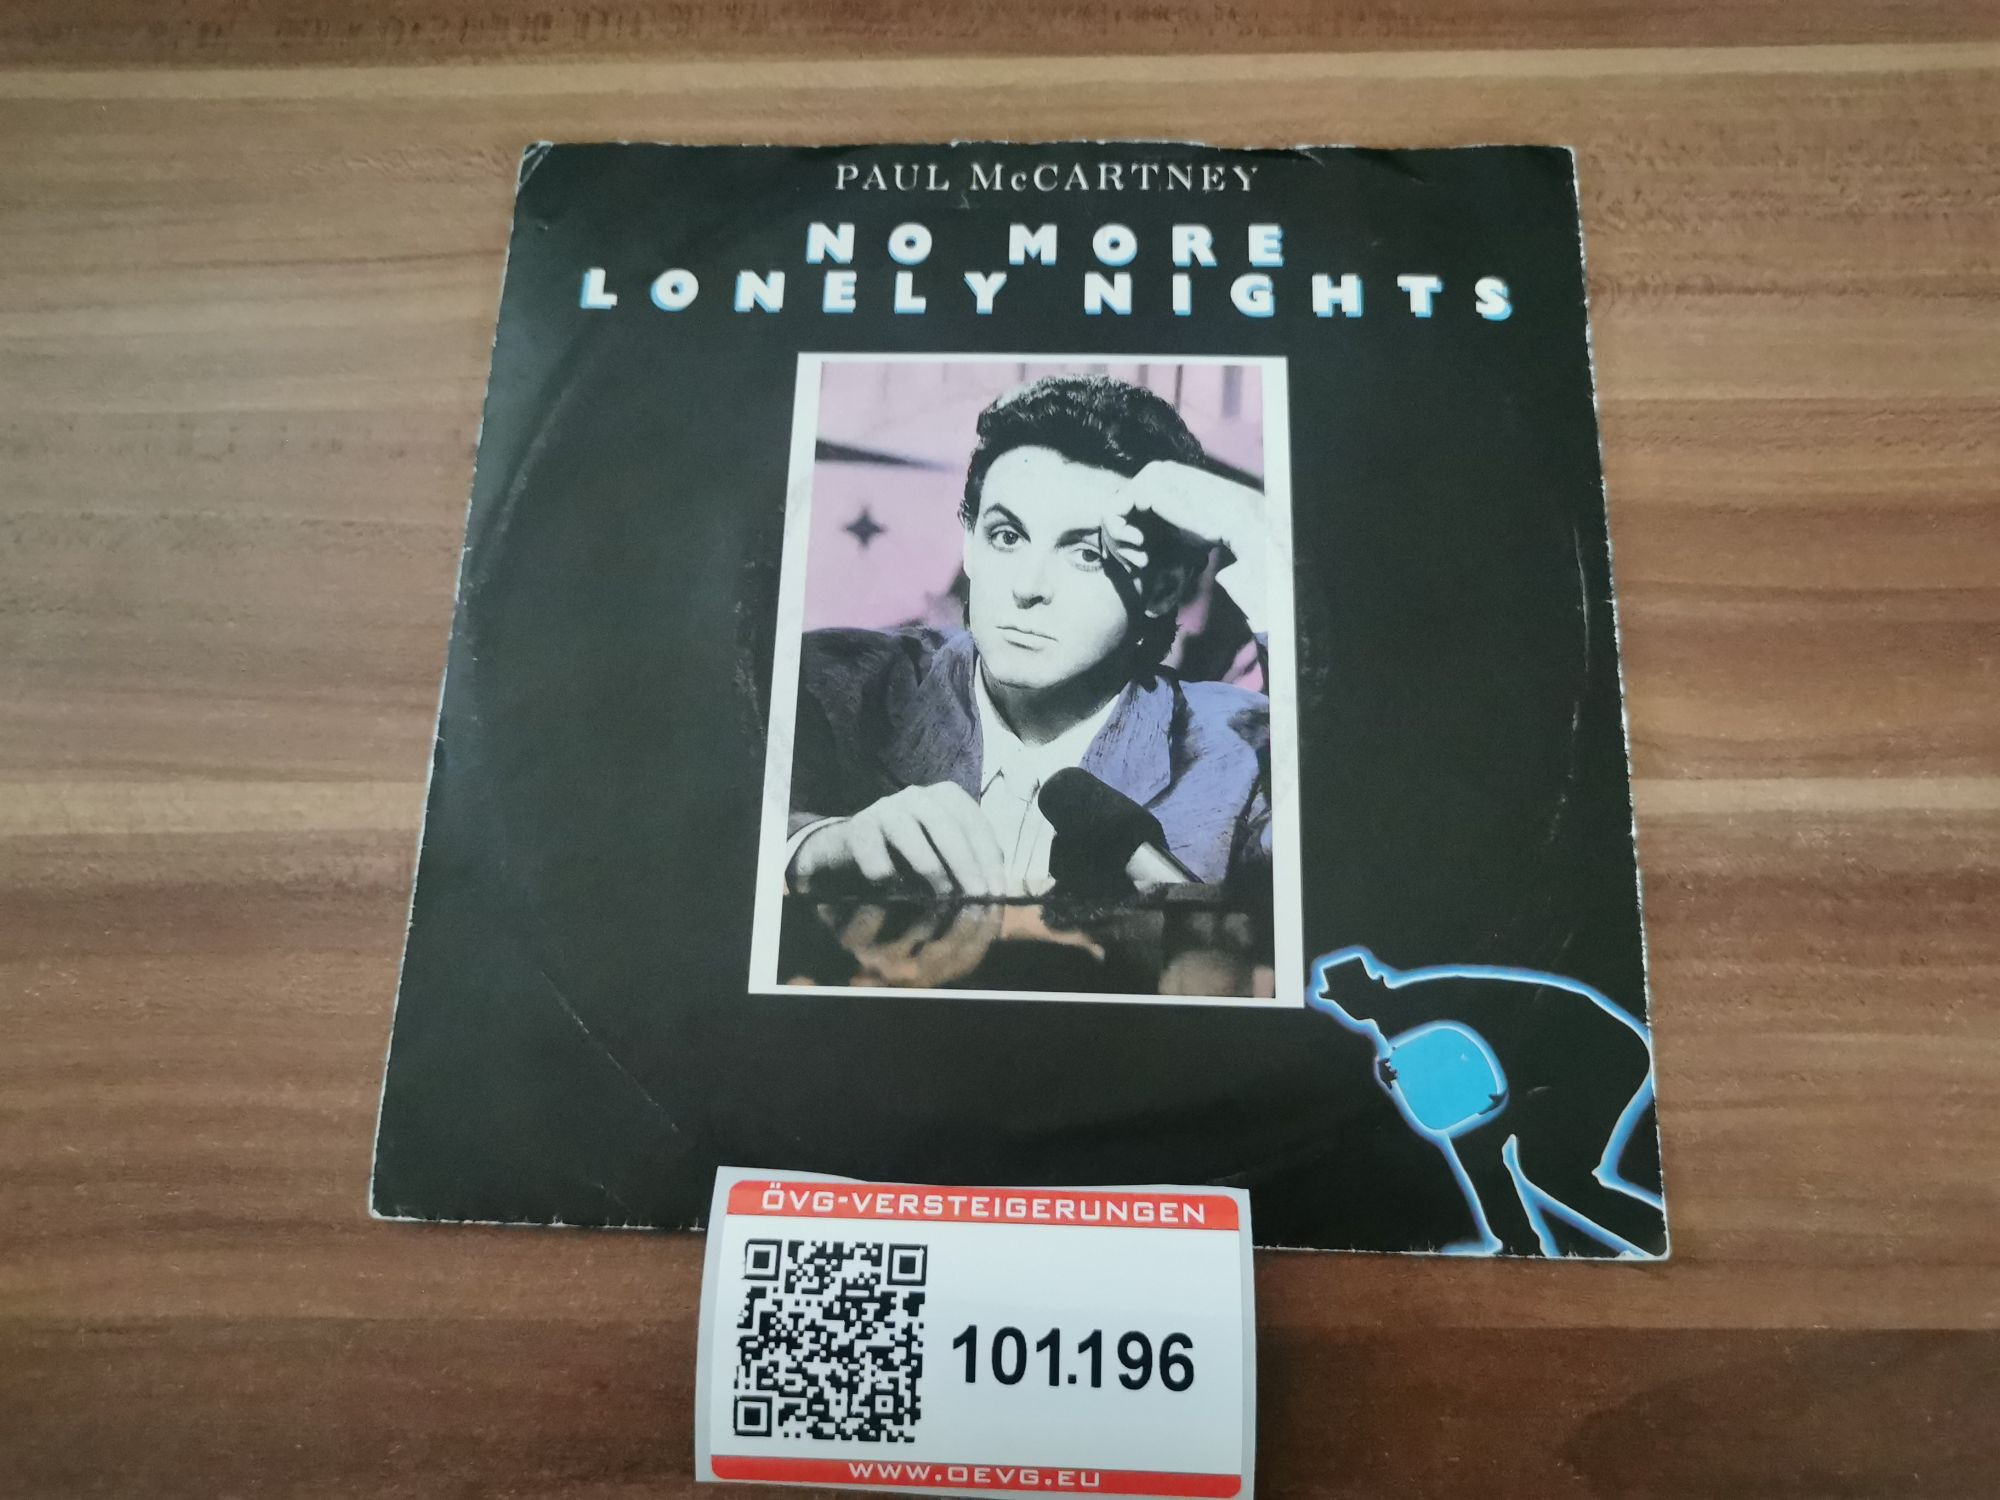 PAUL McCARTNEY
NO MORE
LONELY NIGHTS
ÖVG-VERSTEIGERUNGEN
101.196
WWW.OEVG.EU